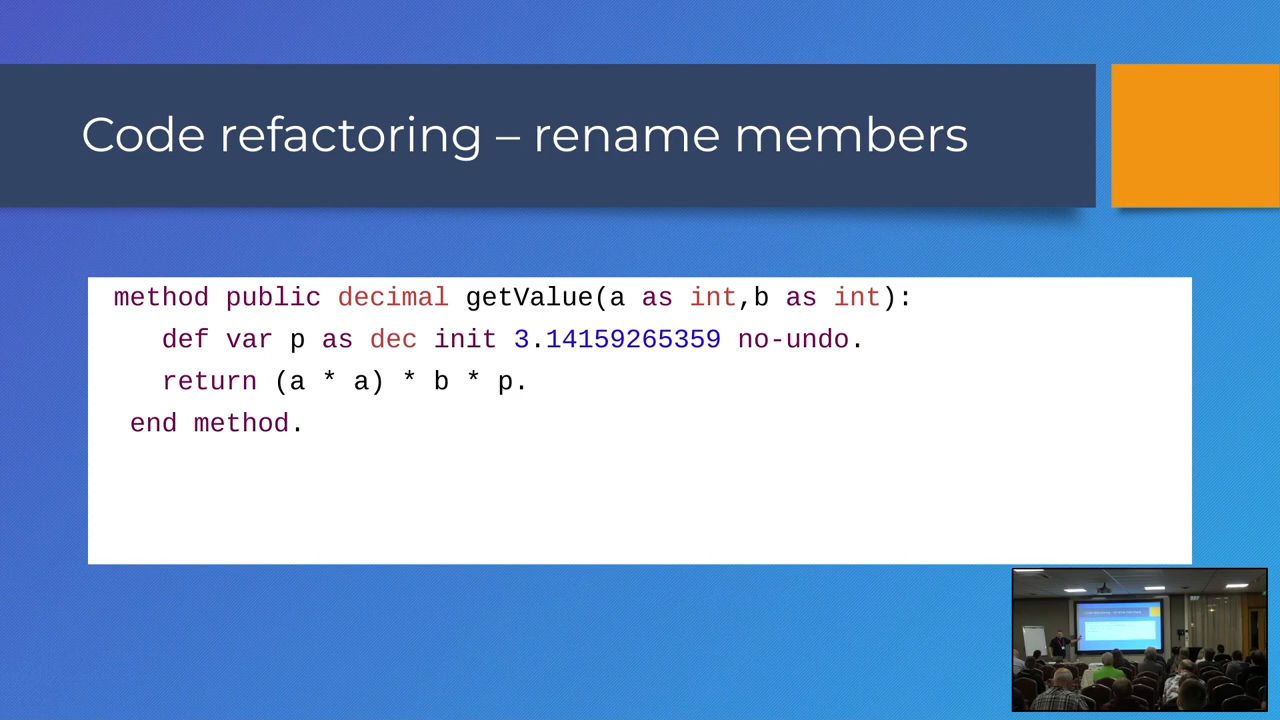 Code refactoring – rename members
method public decimal getValue(a as int,b as int):
def var p as dec init 3.14159265359 no-undo.
return (a * a) * b * p.
end method.